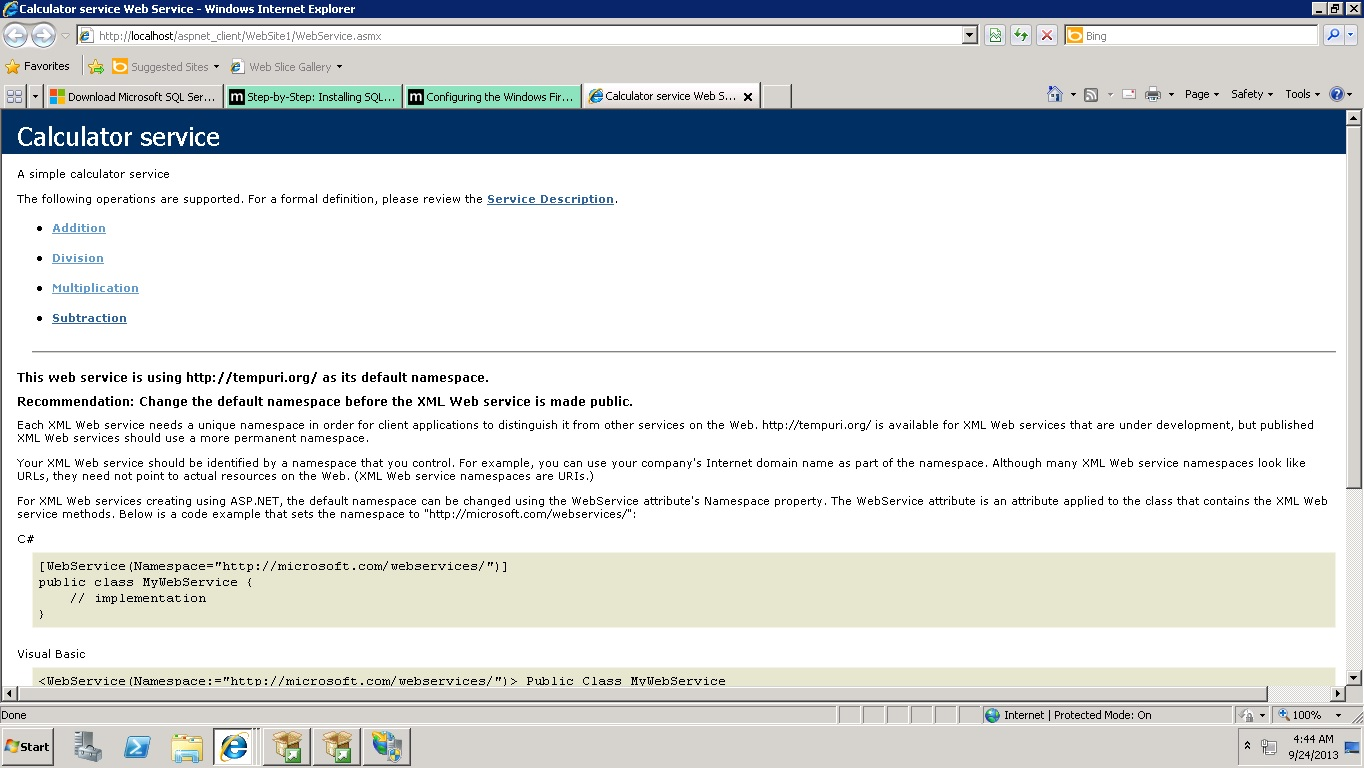 Calculator service Web Service - Windows Internet Explorer
http://localhost/aspnet_client/WebSite1/WebService.asmx
Bing
Favorites
Suggested Sites
Web Slice Gallery
Download Microsoft SQL Ser...
Step-by-Step: Installing SQL...
Configuring the Windows Fir...
Calculator service Web S...
Page
Safety
Tools
Calculator service
A simple calculator service
The following operations are supported. For a formal definition, please review the Service Description.
Addition
Division
Multiplication
Subtraction
This web service is using http://tempuri.org/ as its default namespace.
Recommendation: Change the default namespace before the XML Web service is made public.
Each XML Web service needs a unique namespace in order for client applications to distinguish it from other services on the Web. http://tempuri.org/ is available for XML Web services that are under development, but published
XML Web services should use a more permanent namespace.
Your XML Web service should be identified by a namespace that you control. For example, you can use your company's Internet domain name as part of the namespace. Although many XML Web service namespaces look like
URLs, they need not point to actual resources on the Web. (XML Web service namespaces are URIs.)
For XML Web services creating using ASP.NET, the default namespace can be changed using the WebService attribute's Namespace property. The WebService attribute is an attribute applied to the class that contains the XML Web
service methods. Below is a code example that sets the namespace to "http://microsoft.com/webservices/":
C#
[WebService(Namespace="http://microsoft.com/webservices/")]
public class MyWebService {
// implementation
}
Visual Basic
<WebService(Namespace:="http://microsoft.com/webservices/")> Public Class MyWebService
Done
Internet | Protected Mode: On
100%
Start
4:44 AM
9/24/2013